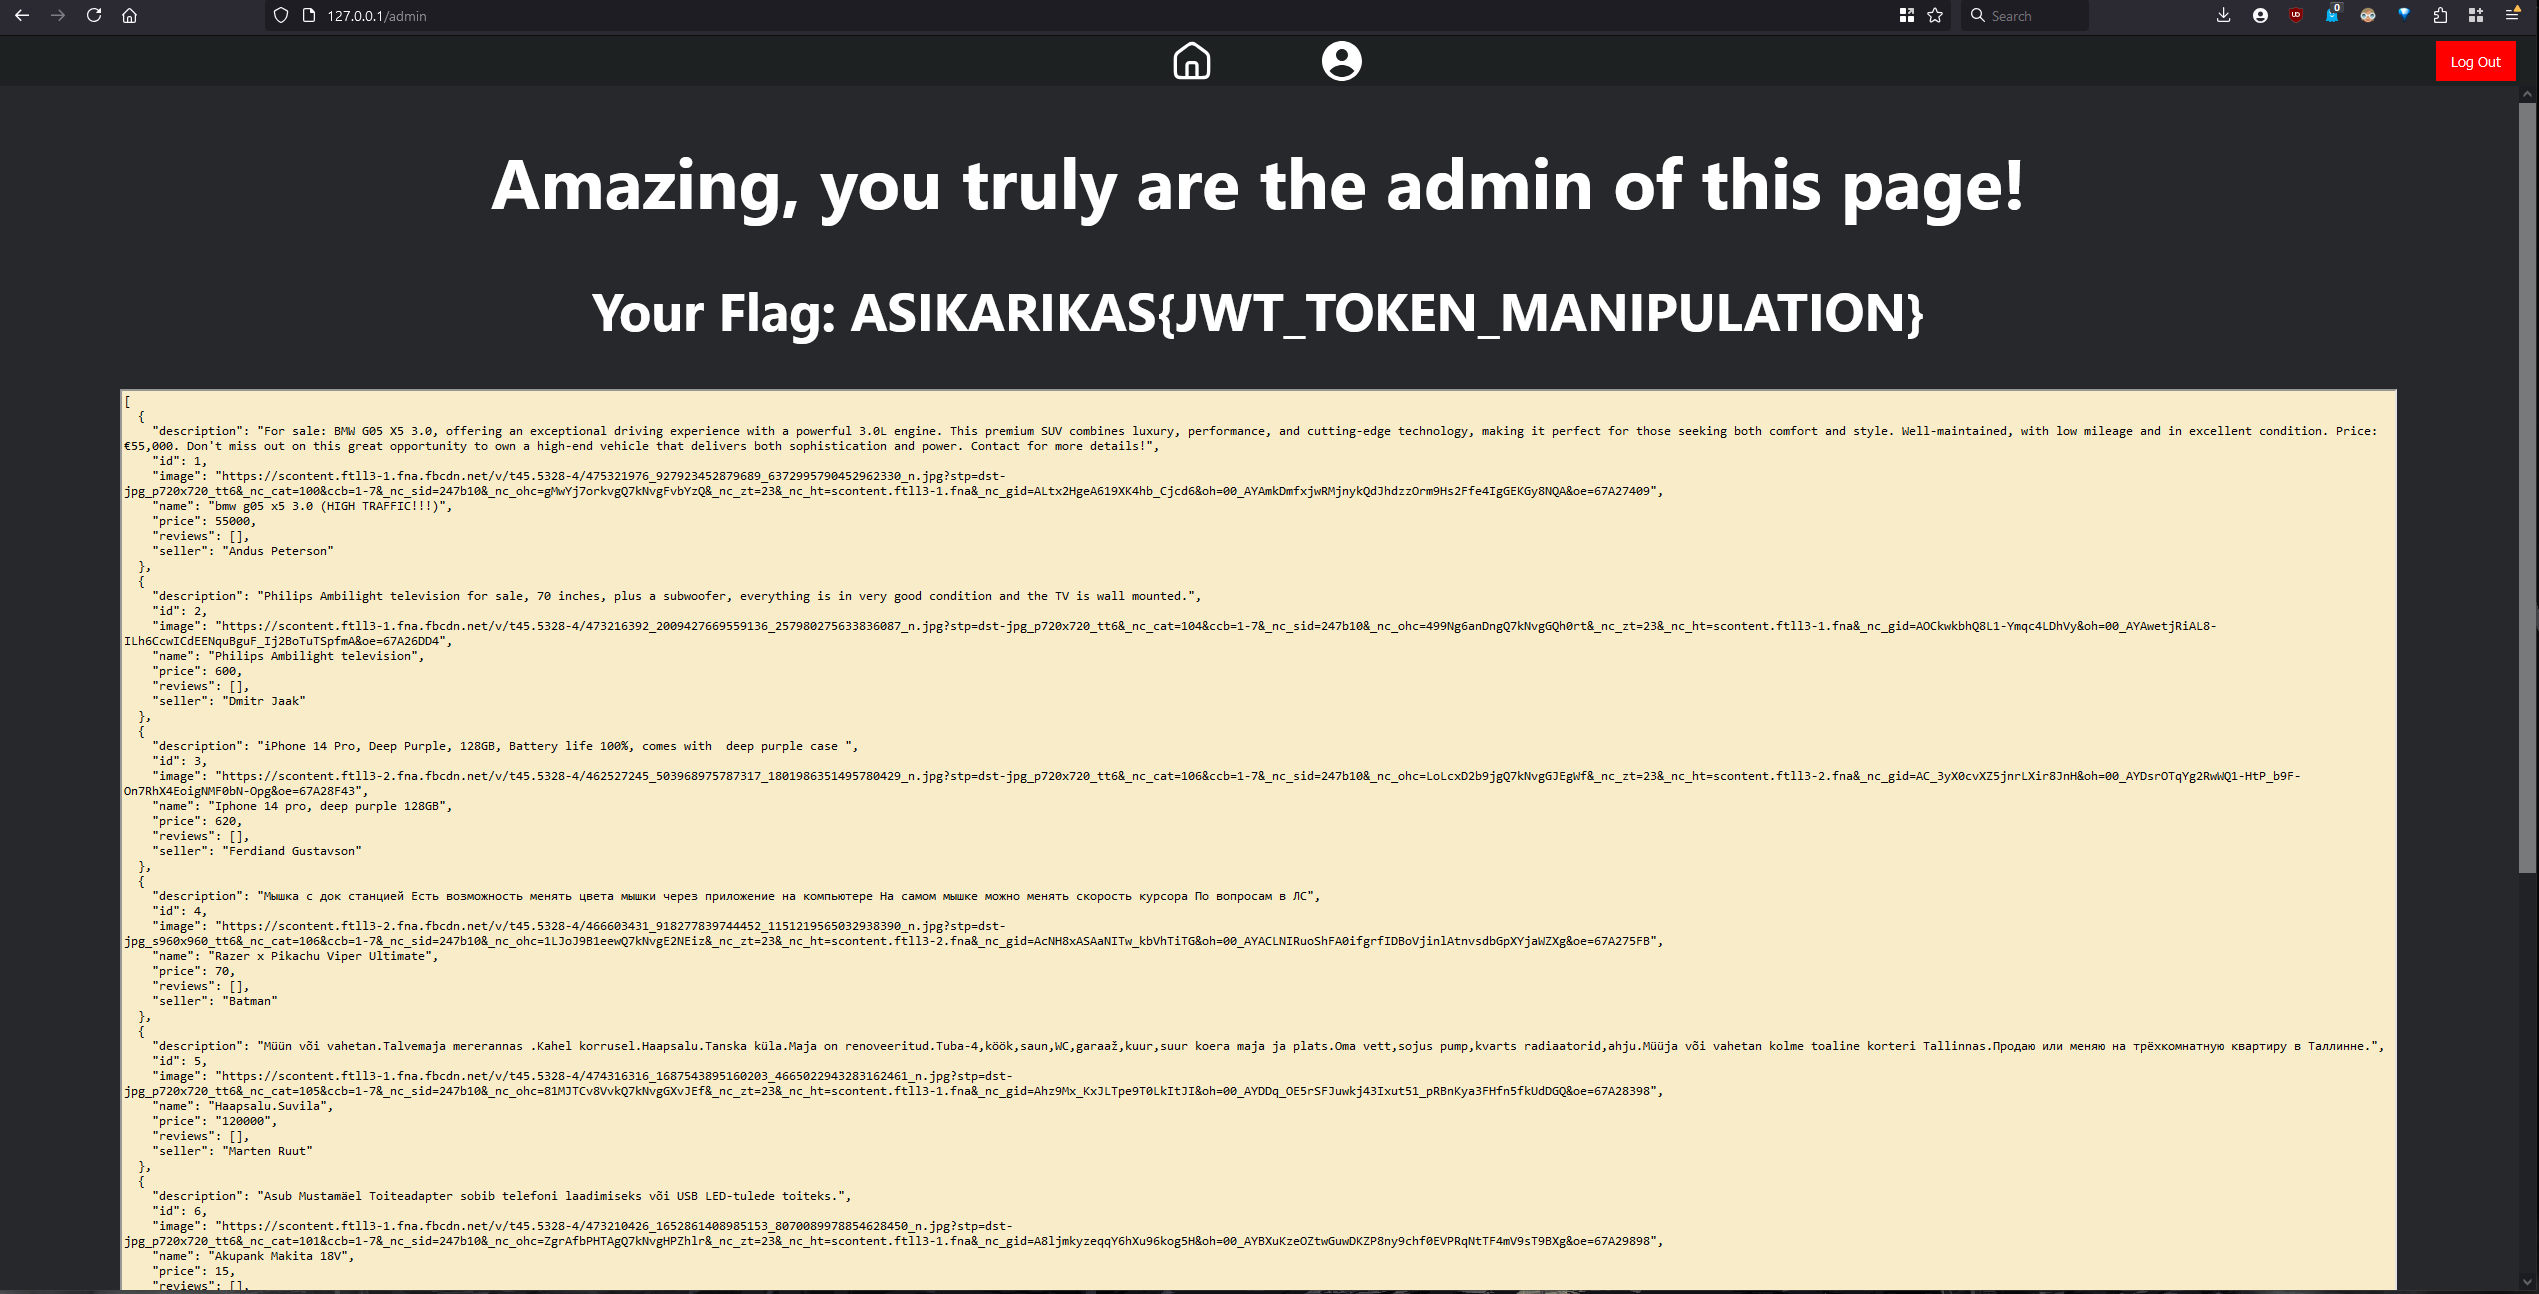 127.0.0.1/admin
Search
0
Log Out
Amazing, you truly are the admin of this page!
Your Flag: ASIKARIKAS{JWT_TOKEN_MANIPULATION}
[
{
"description": "For sale: BMW G05 X5 3.0, offering an exceptional driving experience with a powerful 3.0L engine. This premium SUV combines luxury, performance, and cutting-edge technology, making it perfect for those seeking both comfort and style. Well-maintained, with low mileage and in excellent condition. Price:
€55,000. Don't miss out on this great opportunity to own a high-end vehicle that delivers both sophistication and power. Contact for more details!",
"id": 1,
"image": "https://scontent.ftll3-1.fna.fbcdn.net/v/t45.5328-4/475321976_927923452879689_6372995790452962330_n.jpg?stp=dst-
jpg_p720x720_tt6&_nc_cat=100&ccb=1-7&_nc_sid=247b10&_nc_ohc=gMwYj7orkvgQ7kNvgFvbYzQ&_nc_zt=23&_nc_ht=scontent.ftll3-1.fna&_nc_gid=ALtx2HgeA619XK4hb_Cjcd6&oh=00_AYAmkDmfxjwRMjnykQdJhdzzOrm9Hs2Ffe4IgGEKGy8NQA&oe=67A27409",
"name": "bmw g05 x5 3.0 (HIGH TRAFFIC!!!)",
"price": 55000,
"reviews": [],
"seller": "Andus Peterson"
},
{
"description": "Philips Ambilight television for sale, 70 inches, plus a subwoofer, everything is in very good condition and the TV is wall mounted.",
"id": 2,
"image": "https://scontent.ftll3-1.fna.fbcdn.net/v/t45.5328-4/473216392_2009427669559136_257980275633836087_n.jpg?stp=dst-jpg_p720x720_tt6&_nc_cat=104&ccb=1-7&_nc_sid=247b10&_nc_ohc=499Ng6anDngQ7kNvgGQh0rt&_nc_zt=23&_nc_ht=scontent.ftll3-1.fna&_nc_gid=AOCkwkbhQ8L1-Ymqc4LDhVy&oh=00_AYAwetjRiAL8-
ILh6CcwICdEENquBguF_Ij2BoTuTSpfmA&oe=67A26DD4",
"name": "Philips Ambilight television",
"price": 600,
"reviews": [],
"seller": "Dmitr Jaak"
},
{
"description": "iPhone 14 Pro, Deep Purple, 128GB, Battery life 100%, comes with  deep purple case ",
"id": 3,
"image": "https://scontent.ftll3-2.fna.fbcdn.net/v/t45.5328-4/462527245_503968975787317_1801986351495780429_n.jpg?stp=dst-jpg_p720x720_tt6&_nc_cat=106&ccb=1-7&_nc_sid=247b10&_nc_ohc=LoLcxD2b9jgQ7kNvgGJEgWf&_nc_zt=23&_nc_ht=scontent.ftll3-2.fna&_nc_gid=AC_3yX0cvXZ5jnrLXir8JnH&oh=00_AYDsrOTqYg2RwWQ1-HtP_b9F-
On7RhX4EoigNMF0bN-Opg&oe=67A28F43",
"name": "Iphone 14 pro, deep purple 128GB",
"price": 620,
"reviews": [],
"seller": "Ferdiand Gustavson"
},
{
"description": "Мышка с док станцией Есть возможность менять цвета мышки через приложение на компьютере На самом мышке можно менять скорость курсора По вопросам в ЛС",
"id": 4,
"image": "https://scontent.ftll3-2.fna.fbcdn.net/v/t45.5328-4/466603431_918277839744452_1151219565032938390_n.jpg?stp=dst-
jpg_s960x960_tt6&_nc_cat=106&ccb=1-7&_nc_sid=247b10&_nc_ohc=1LJoJ9B1eewQ7kNvgE2NEiz&_nc_zt=23&_nc_ht=scontent.ftll3-2.fna&_nc_gid=AcNH8xASAaNITw_kbVhTiTG&oh=00_AYACLNIRuoShFA0ifgrfIDBoVjinlAtnvsdbGpXYjaWZXg&oe=67A275FB",
"name": "Razer x Pikachu Viper Ultimate",
"price": 70,
"reviews": [],
"seller": "Batman"
},
{
"description": "Müün või vahetan.Talvemaja mererannas .Kahel korrusel.Haapsalu.Tanska küla.Maja on renoveeritud.Tuba-4,köök,saun,WC,garaaž,kuur,suur koera maja ja plats.Oma vett,sojus pump,kvarts radiaatorid,ahju.Müüja või vahetan kolme toaline korteri Tallinnas.Продаю или меняю на трёхкомнатную квартиру в Таллинне.",
"id": 5,
"image": "https://scontent.ftll3-1.fna.fbcdn.net/v/t45.5328-4/474316316_1687543895160203_4665022943283162461_n.jpg?stp=dst-
jpg_p720x720_tt6&_nc_cat=105&ccb=1-7&_nc_sid=247b10&_nc_ohc=81MJTCv8VvkQ7kNvgGXvJEf&_nc_zt=23&_nc_ht=scontent.ftll3-1.fna&_nc_gid=Ahz9Mx_KxJLTpe9T0LkItJI&oh=00_AYDDq_OE5rSFJuwkj43Ixut51_pRBnKya3FHfn5fkUdDGQ&oe=67A28398",
"name": "Haapsalu.Suvila",
"price": "120000",
"reviews": [],
"seller": "Marten Ruut"
},
{
"description": "Asub Mustamäel Toiteadapter sobib telefoni laadimiseks või USB LED-tulede toiteks.",
"id": 6,
"image": "https://scontent.ftll3-1.fna.fbcdn.net/v/t45.5328-4/473210426_1652861408985153_8070089978854628450_n.jpg?stp=dst-
jpg_p720x720_tt6&_nc_cat=101&ccb=1-7&_nc_sid=247b10&_nc_ohc=ZgrAfbPHTAgQ7kNvgHPZhlr&_nc_zt=23&_nc_ht=scontent.ftll3-1.fna&_nc_gid=A8ljmkyzeqqY6hXu96kog5H&oh=00_AYBXuKzeOZtwGuwDKZP8ny9chf0EVPRqNtTF4mV9sT9BXg&oe=67A29898",
"name": "Akupank Makita 18V",
"price": 15,
"reviews": [],